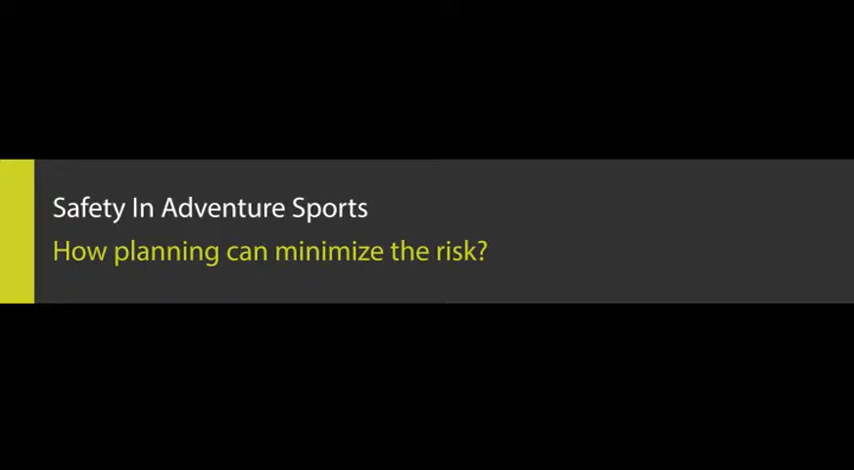 Safety In Adventure Sports
How planning can minimize the risk?